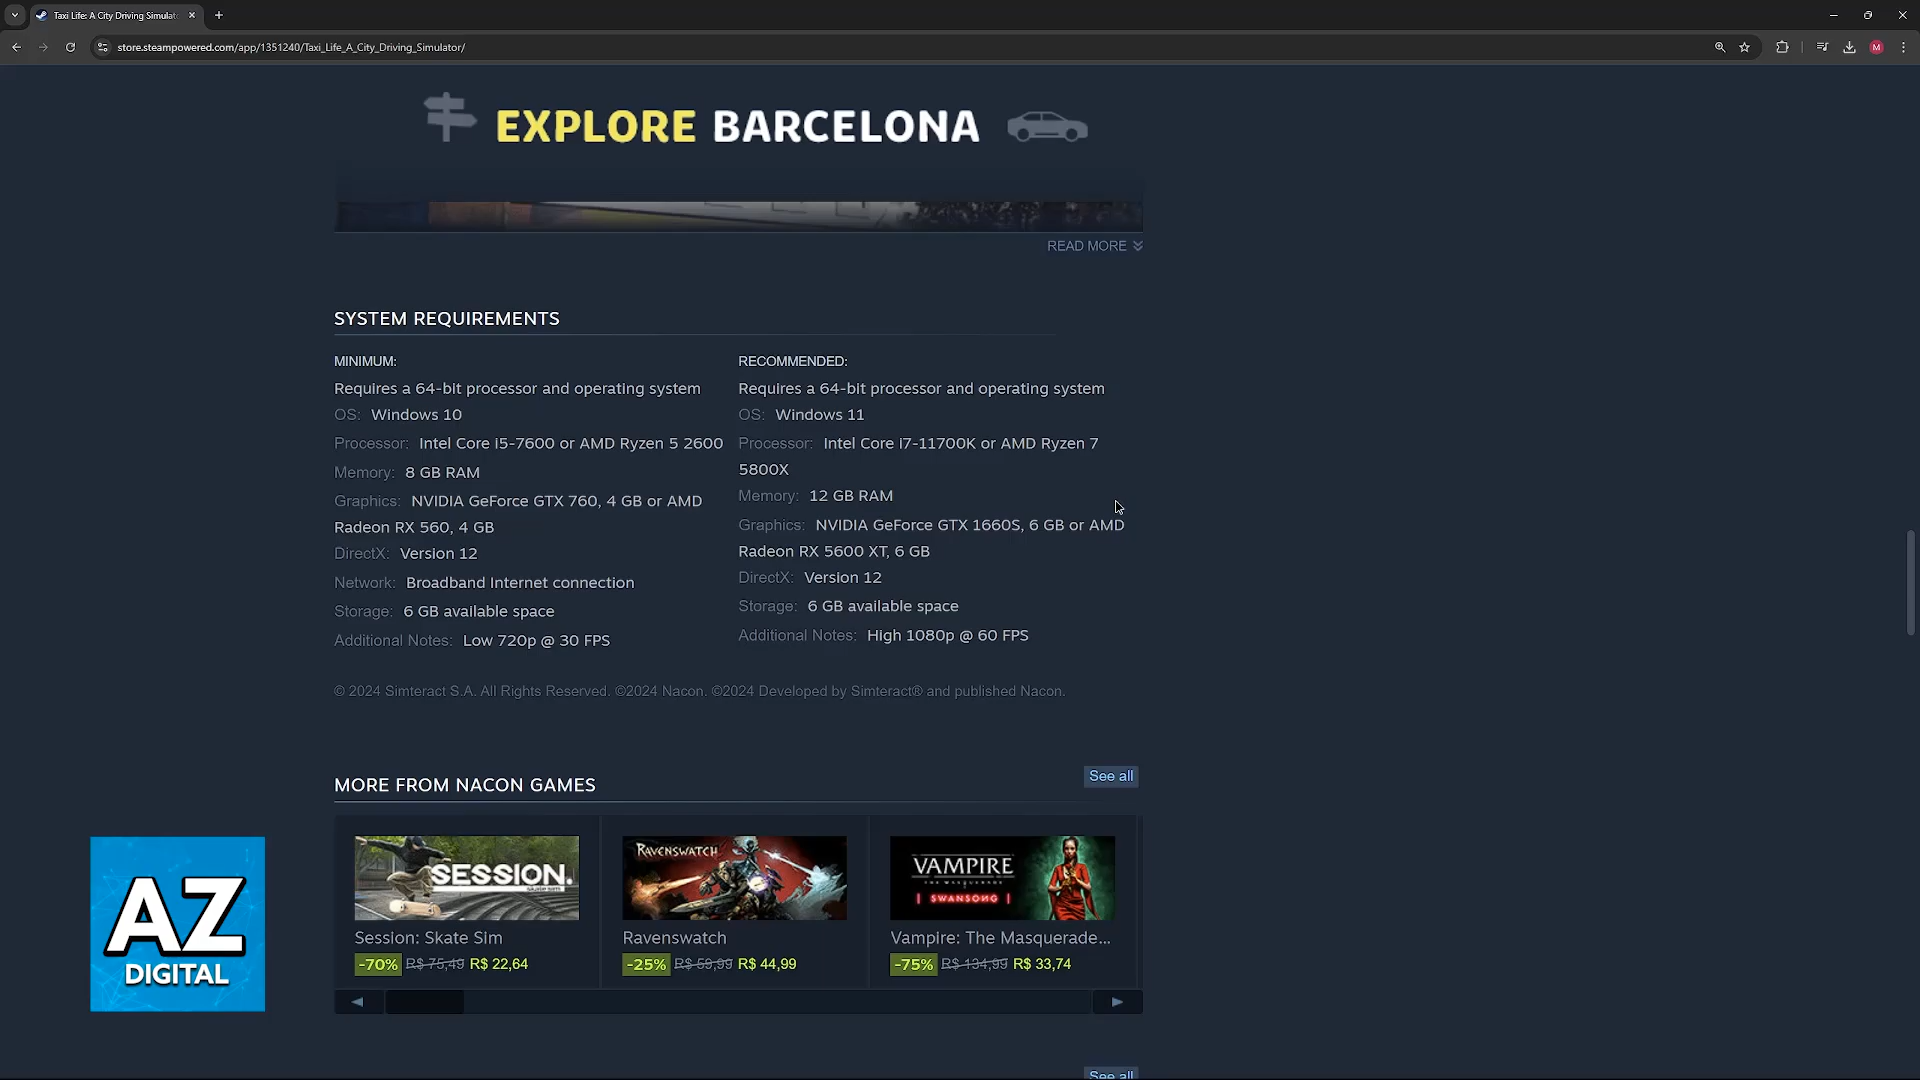 Taxi Life: A City Driving Simulat
store.steampowered.com/app/1351240/Taxi_Life_A_City_Driving_Simulator/
M
EXPLORE BARCELONA
READ MORE
SYSTEM REQUIREMENTS
MINIMUM:
Requires a 64-bit processor and operating system
OS: Windows 10
Processor: Intel Core i5-7600 or AMD Ryzen 5 2600
Memory: 8 GB RAM
Graphics: NVIDIA GeForce GTX 760, 4 GB or AMD
Radeon RX 560, 4 GB
DirectX: Version 12
Network: Broadband Internet connection
Storage: 6 GB available space
Additional Notes: Low 720p @ 30 FPS
RECOMMENDED:
Requires a 64-bit processor and operating system
OS: Windows 11
Processor: Intel Core i7-11700K or AMD Ryzen 7
5800X
Memory: 12 GB RAM
Graphics: NVIDIA GeForce GTX 1660S, 6 GB or AMD
Radeon RX 5600 XT, 6 GB
DirectX: Version 12
Storage: 6 GB available space
Additional Notes: High 1080p @ 60 FPS
© 2024 Simteract S.A. All Rights Reserved. ©2024 Nacon. ©2024 Developed by Simteract® and published Nacon.
MORE FROM NACON GAMES
See all
SESSION.
SKATE SIM
Session: Skate Sim
-70% R$ 75,49 R$ 22,64
RAVENSWATCH
Ravenswatch
-25% R$ 59,99 R$ 44,99
VAMPIRE
THE MASQUERADE
SWANSONG
Vampire: The Masquerade...
-75% R$ 134,99 R$ 33,74
AZ
DIGITAL
See all